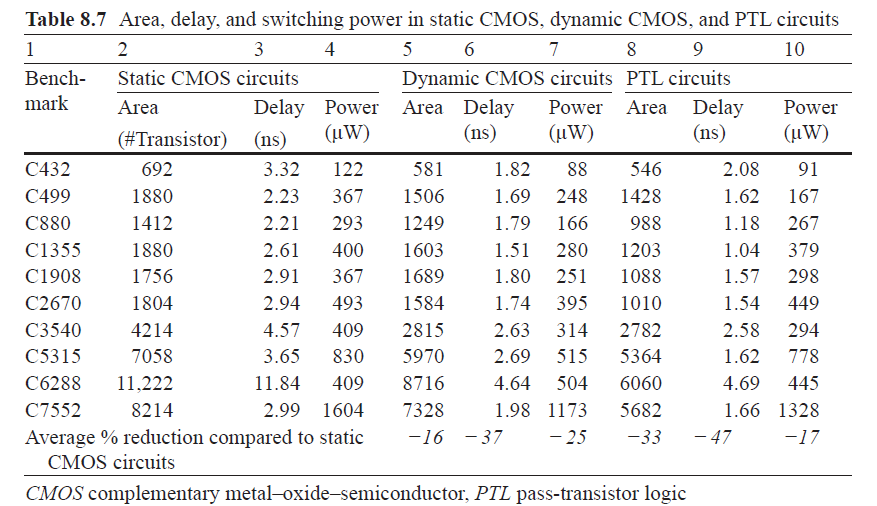 Table 8.7 Area, delay, and switching power in static CMOS, dynamic CMOS, and PTL circuits
1 2 3 4 5 6 7 8 9 10
Bench- Static CMOS circuits Dynamic CMOS circuits PTL circuits
mark Area Delay Power Area Delay Power Area Delay Power
(#Transistor) (ns) (μW) (ns) (μW) (ns) (μW)
C432 692 3.32 122 581 1.82 88 546 2.08 91
C499 1880 2.23 367 1506 1.69 248 1428 1.62 167
C880 1412 2.21 293 1249 1.79 166 988 1.18 267
C1355 1880 2.61 400 1603 1.51 280 1203 1.04 379
C1908 1756 2.91 367 1689 1.80 251 1088 1.57 298
C2670 1804 2.94 493 1584 1.74 395 1010 1.54 449
C3540 4214 4.57 409 2815 2.63 314 2782 2.58 294
C5315 7058 3.65 830 5970 2.69 515 5364 1.62 778
C6288 11,222 11.84 409 8716 4.64 504 6060 4.69 445
C7552 8214 2.99 1604 7328 1.98 1173 5682 1.66 1328
Average % reduction compared to static −16 −37 −25 −33 −47 −17
CMOS circuits
CMOS complementary metal–oxide–semiconductor, PTL pass-transistor logic